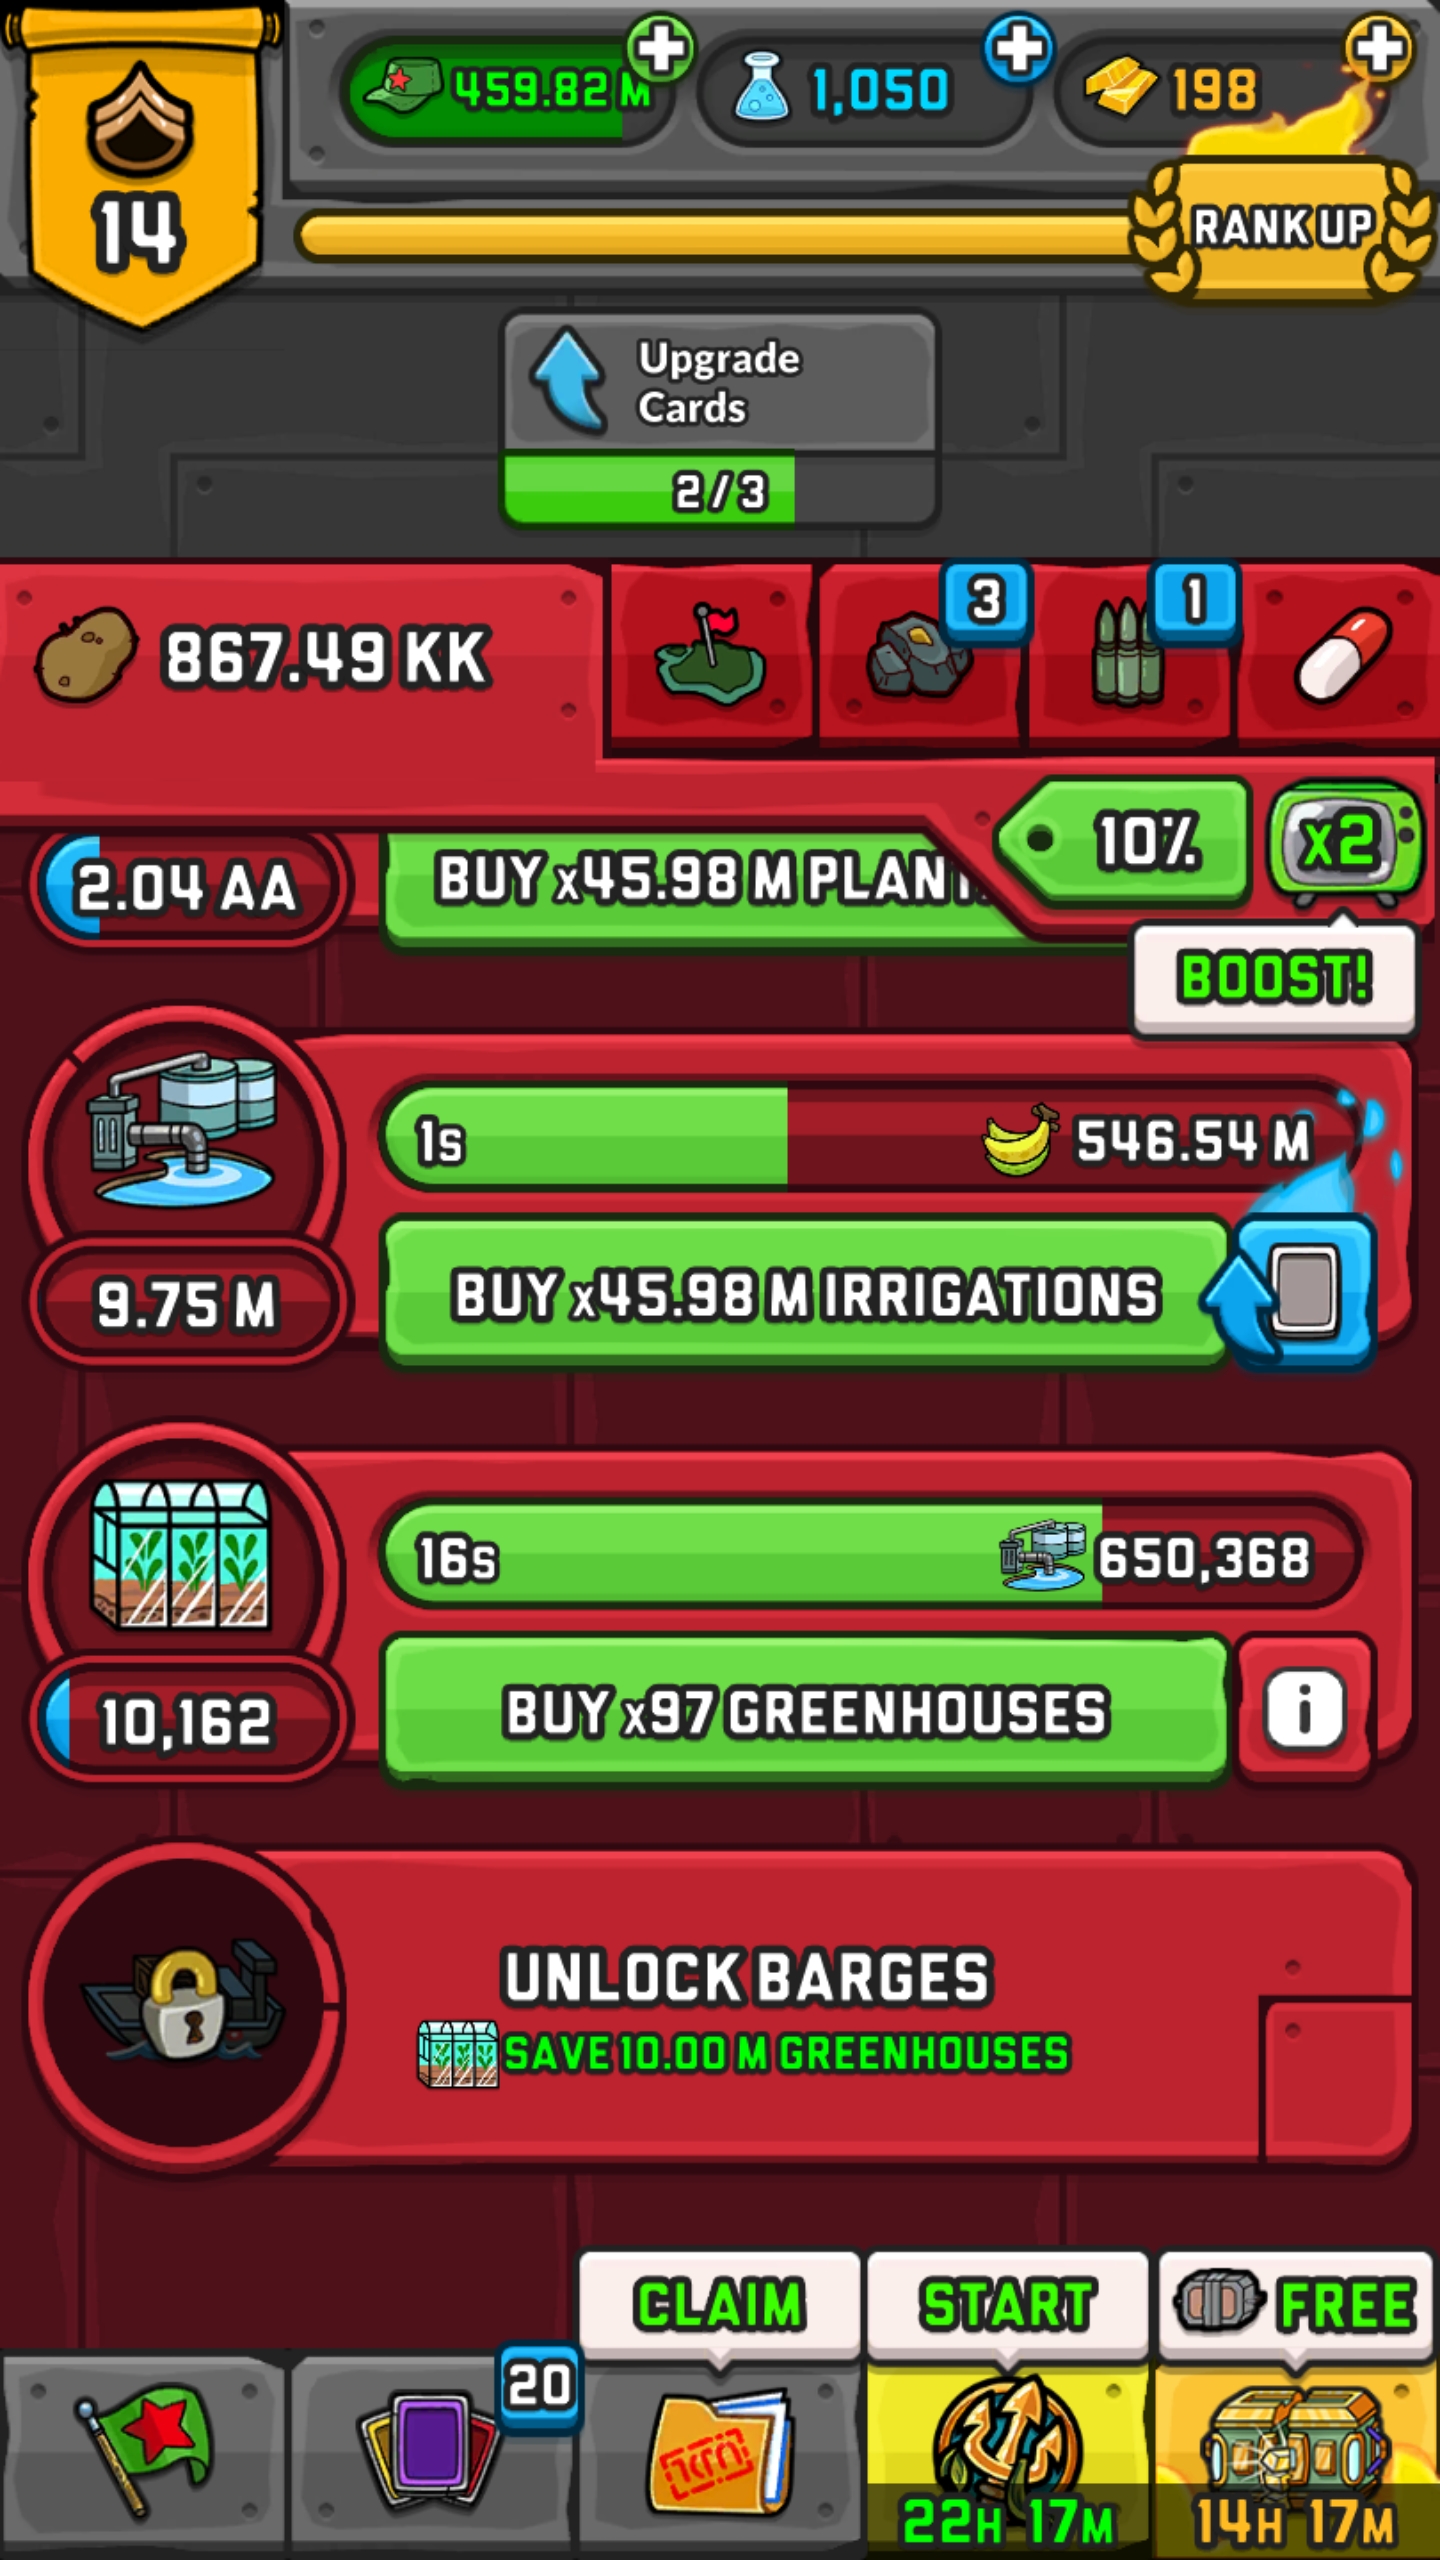 459.82 M
1,050
198
14
RANK UP
Upgrade
Cards
2/3
867.49 KK
3
1
10%
x2
2.04 AA
BUY x45.98 M PLANT
BOOST!
1s
546.54 M
9.75 M
BUY x45.98 M IRRIGATIONS
16s
650,368
10,162
BUY x97 GREENHOUSES
i
UNLOCK BARGES
SAVE 10.00 M GREENHOUSES
CLAIM
START
FREE
20
22H 17M
14H 17M